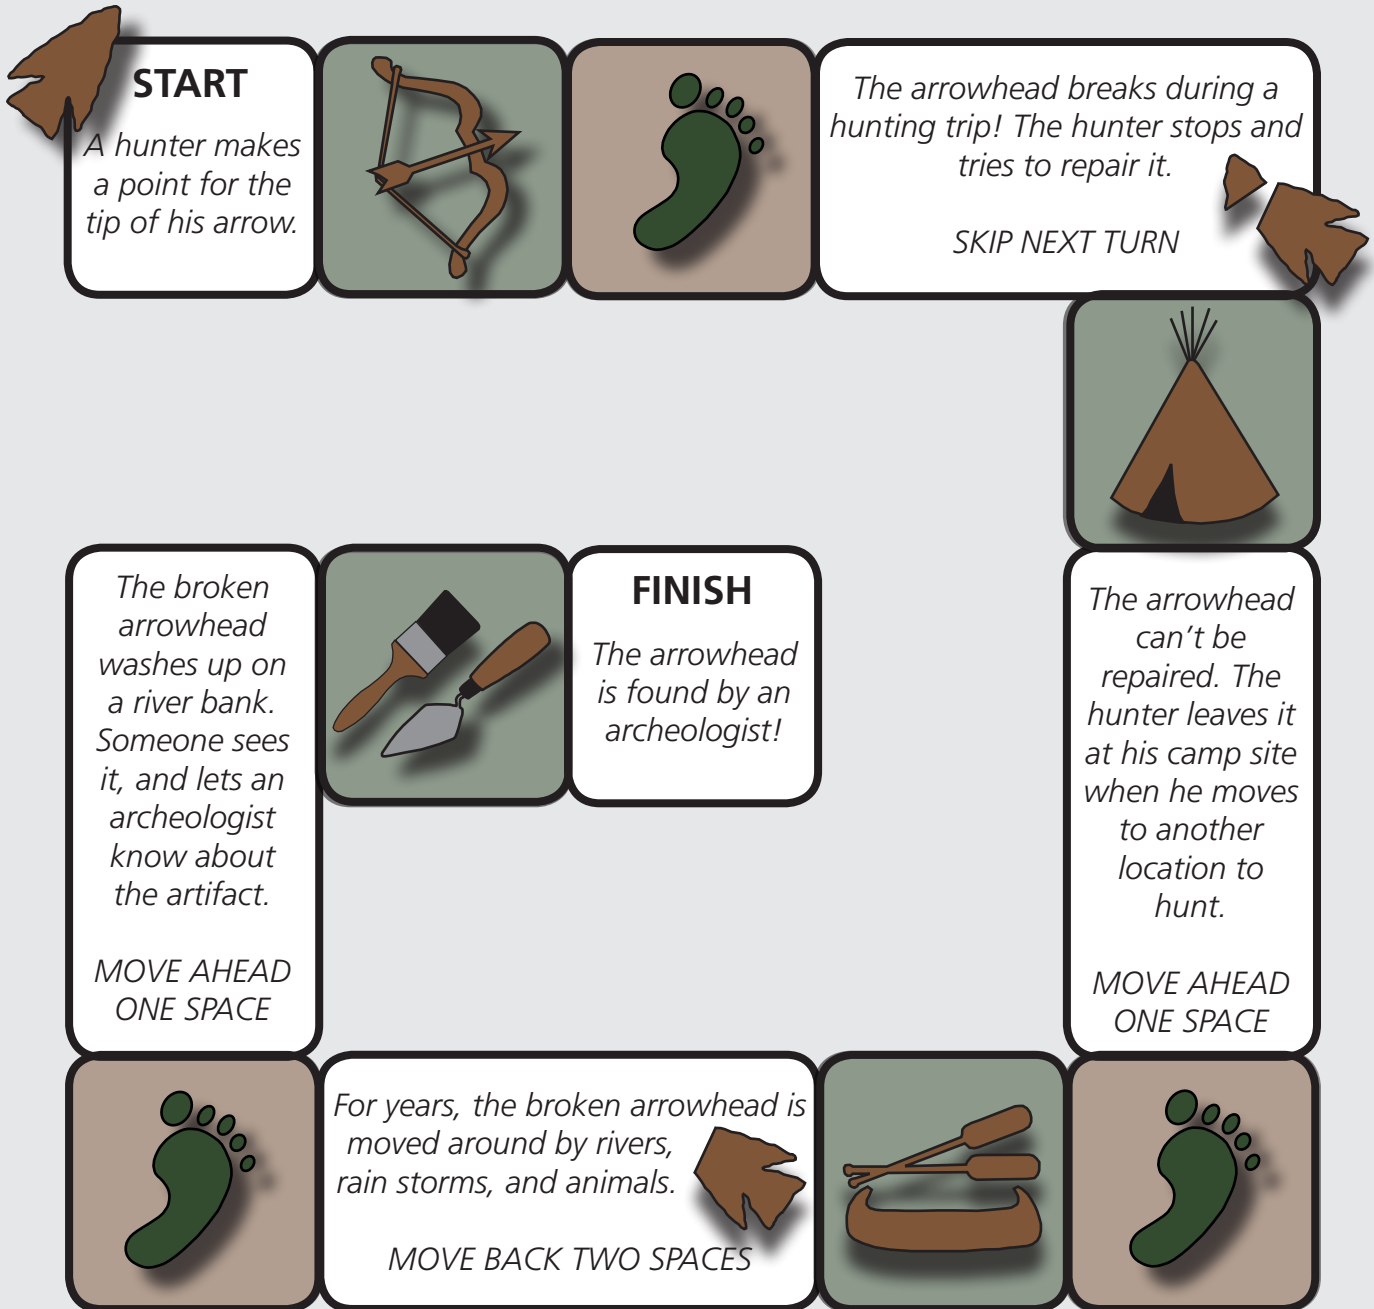 START
A hunter makes
a point for the
tip of his arrow.
The arrowhead breaks during a
hunting trip! The hunter stops and
tries to repair it.
SKIP NEXT TURN
The arrowhead
can't be
repaired. The
hunter leaves it
at his camp site
when he moves
to another
location to
hunt.
MOVE AHEAD
ONE SPACE
For years, the broken arrowhead is
moved around by rivers,
rain storms, and animals.
MOVE BACK TWO SPACES
The broken
arrowhead
washes up on
a river bank.
Someone sees
it, and lets an
archeologist
know about
the artifact.
MOVE AHEAD
ONE SPACE
FINISH
The arrowhead
is found by an
archeologist!